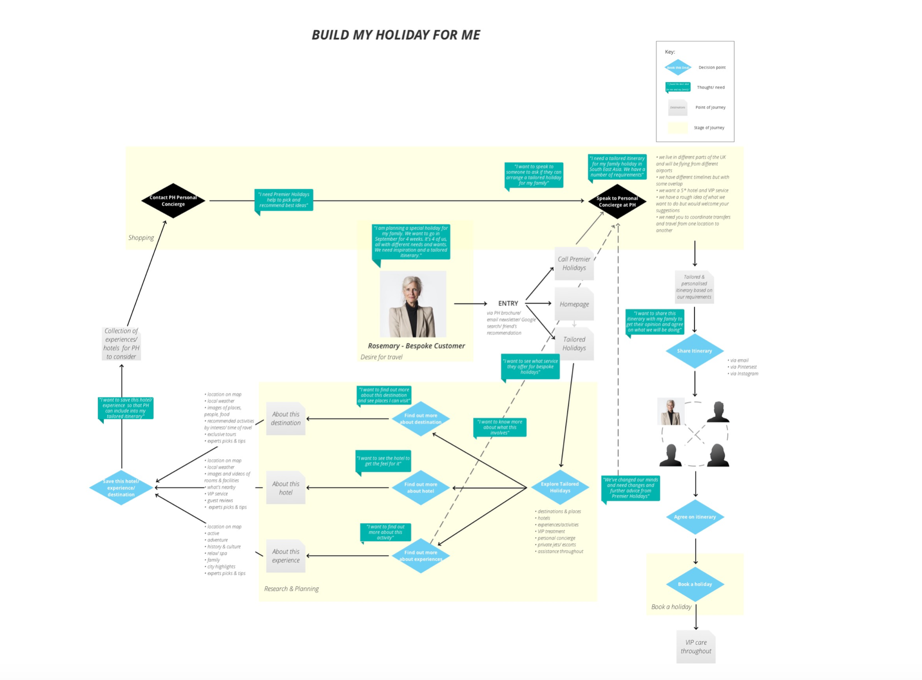 BUILD MY HOLIDAY FOR ME
Key:
Decision point
Thought/ need
Point of journey
Stage of journey
"I want to speak to
someone to ask if they can
arrange a tailored holiday
for my family"
"I need a tailored itinerary
for my family holiday in
South East Asia. We have a
number of requirements"
• we live in different parts of the UK
and will be flying from different
airports
• we have different timelines but with
some overlap
• we want a 5* hotel and VIP service
• we have a rough idea of what we
want to do but would welcome your
suggestions
• we need you to coordinate transfers
and travel from one location to
another
Contact PH Personal
Concierge
"I need Premier Holidays
help to pick and
recommend best ideas"
Speak to Personal
Concierge at PH
Shopping
"I am planning a special holiday for
my family. We want to go in
September for 4 weeks. It's 4 of us,
all with different needs and wants.
We need inspiration and a tailored
itinerary."
Call Premier
Holidays
ENTRY
via PH brochure/
email newsletter/ Google
search/ friend's
recommendation
Homepage
Tailored
Holidays
Rosemary - Bespoke Customer
Desire for travel
Tailored &
personalised
itinerary based on
our requirements
"I want to share this
itinerary with my family to
get their opinion and agree
on what we will be doing"
Share Itinerary
• via email
• via Pinterest
• via Instagram
Collection of
experiences/
hotels for PH
to consider
"I want to see what service
they offer for bespoke
holidays"
"I want to save this hotel/
experience so that PH
can include into my
tailored itinerary"
• location on map
• local weather
• images of places,
people, food
• recommended activities
by interest/ time of/ level
• exclusive tours
• experts picks & tips
About this
destination
"I want to find out more
about this destination
and see places I can visit"
Find out more
about destination
"I want to know more
about what this
involves"
Save this hotel/
experience/
destination
• location on map
• local weather
• images and videos of
rooms & facilities
• what's nearby
• VIP service
• guest reviews
• experts picks & tips
About this
hotel
"I want to see the hotel to
get the feel for it"
Find out more
about hotel
Explore Tailored
Holidays
• destinations & places
• hotels
• experiences/activities
• VIP treatment
• personal concierge
• private jet/ escorts
• assistance throughout
"We've changed our minds
and need changes and
further advice from
Premier Holidays"
• location on map
• active
• adventure
• history & culture
• relax/ spa
• family
• city highlights
• experts picks & tips
About this
experience
"I want to find out
more about this
activity"
Find out more
about experiences
Research & Planning
Agree on itinerary
Book a holiday
Book a holiday
VIP care
throughout